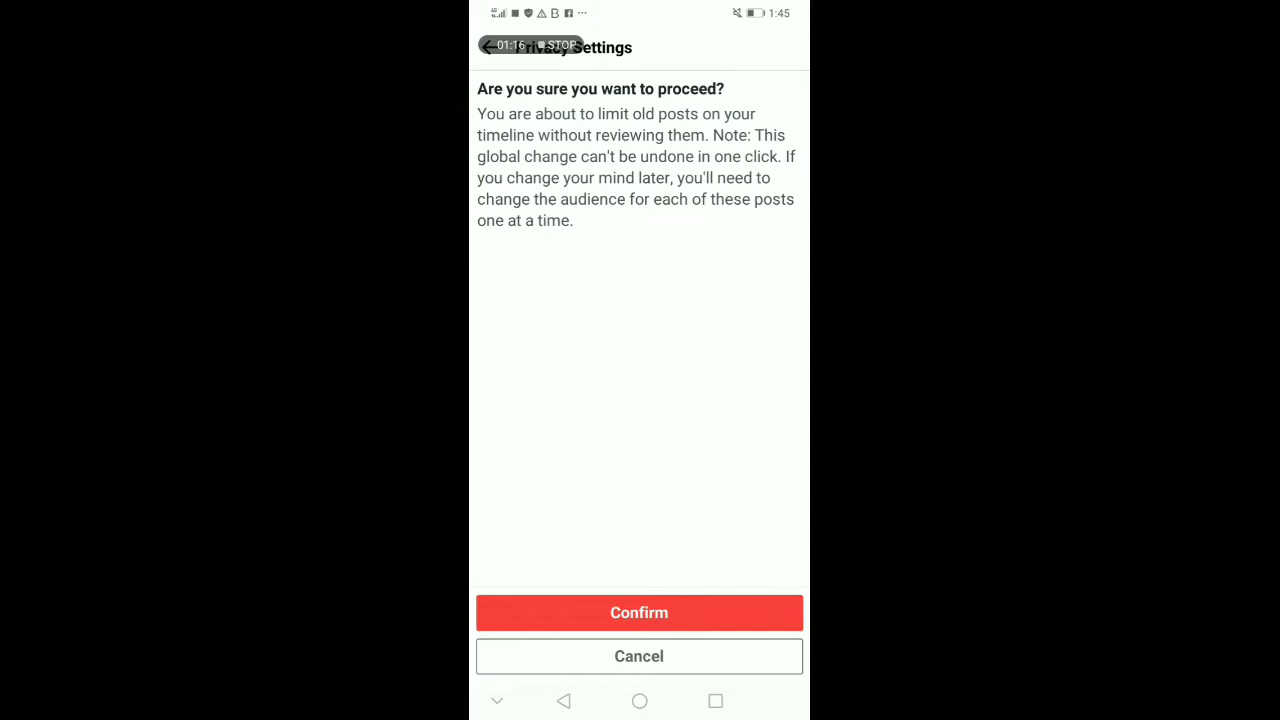 1:45
01:16 STOP
Privacy Settings
Are you sure you want to proceed?
You are about to limit old posts on your
timeline without reviewing them. Note: This
global change can't be undone in one click. If
you change your mind later, you'll need to
change the audience for each of these posts
one at a time.
Confirm
Cancel